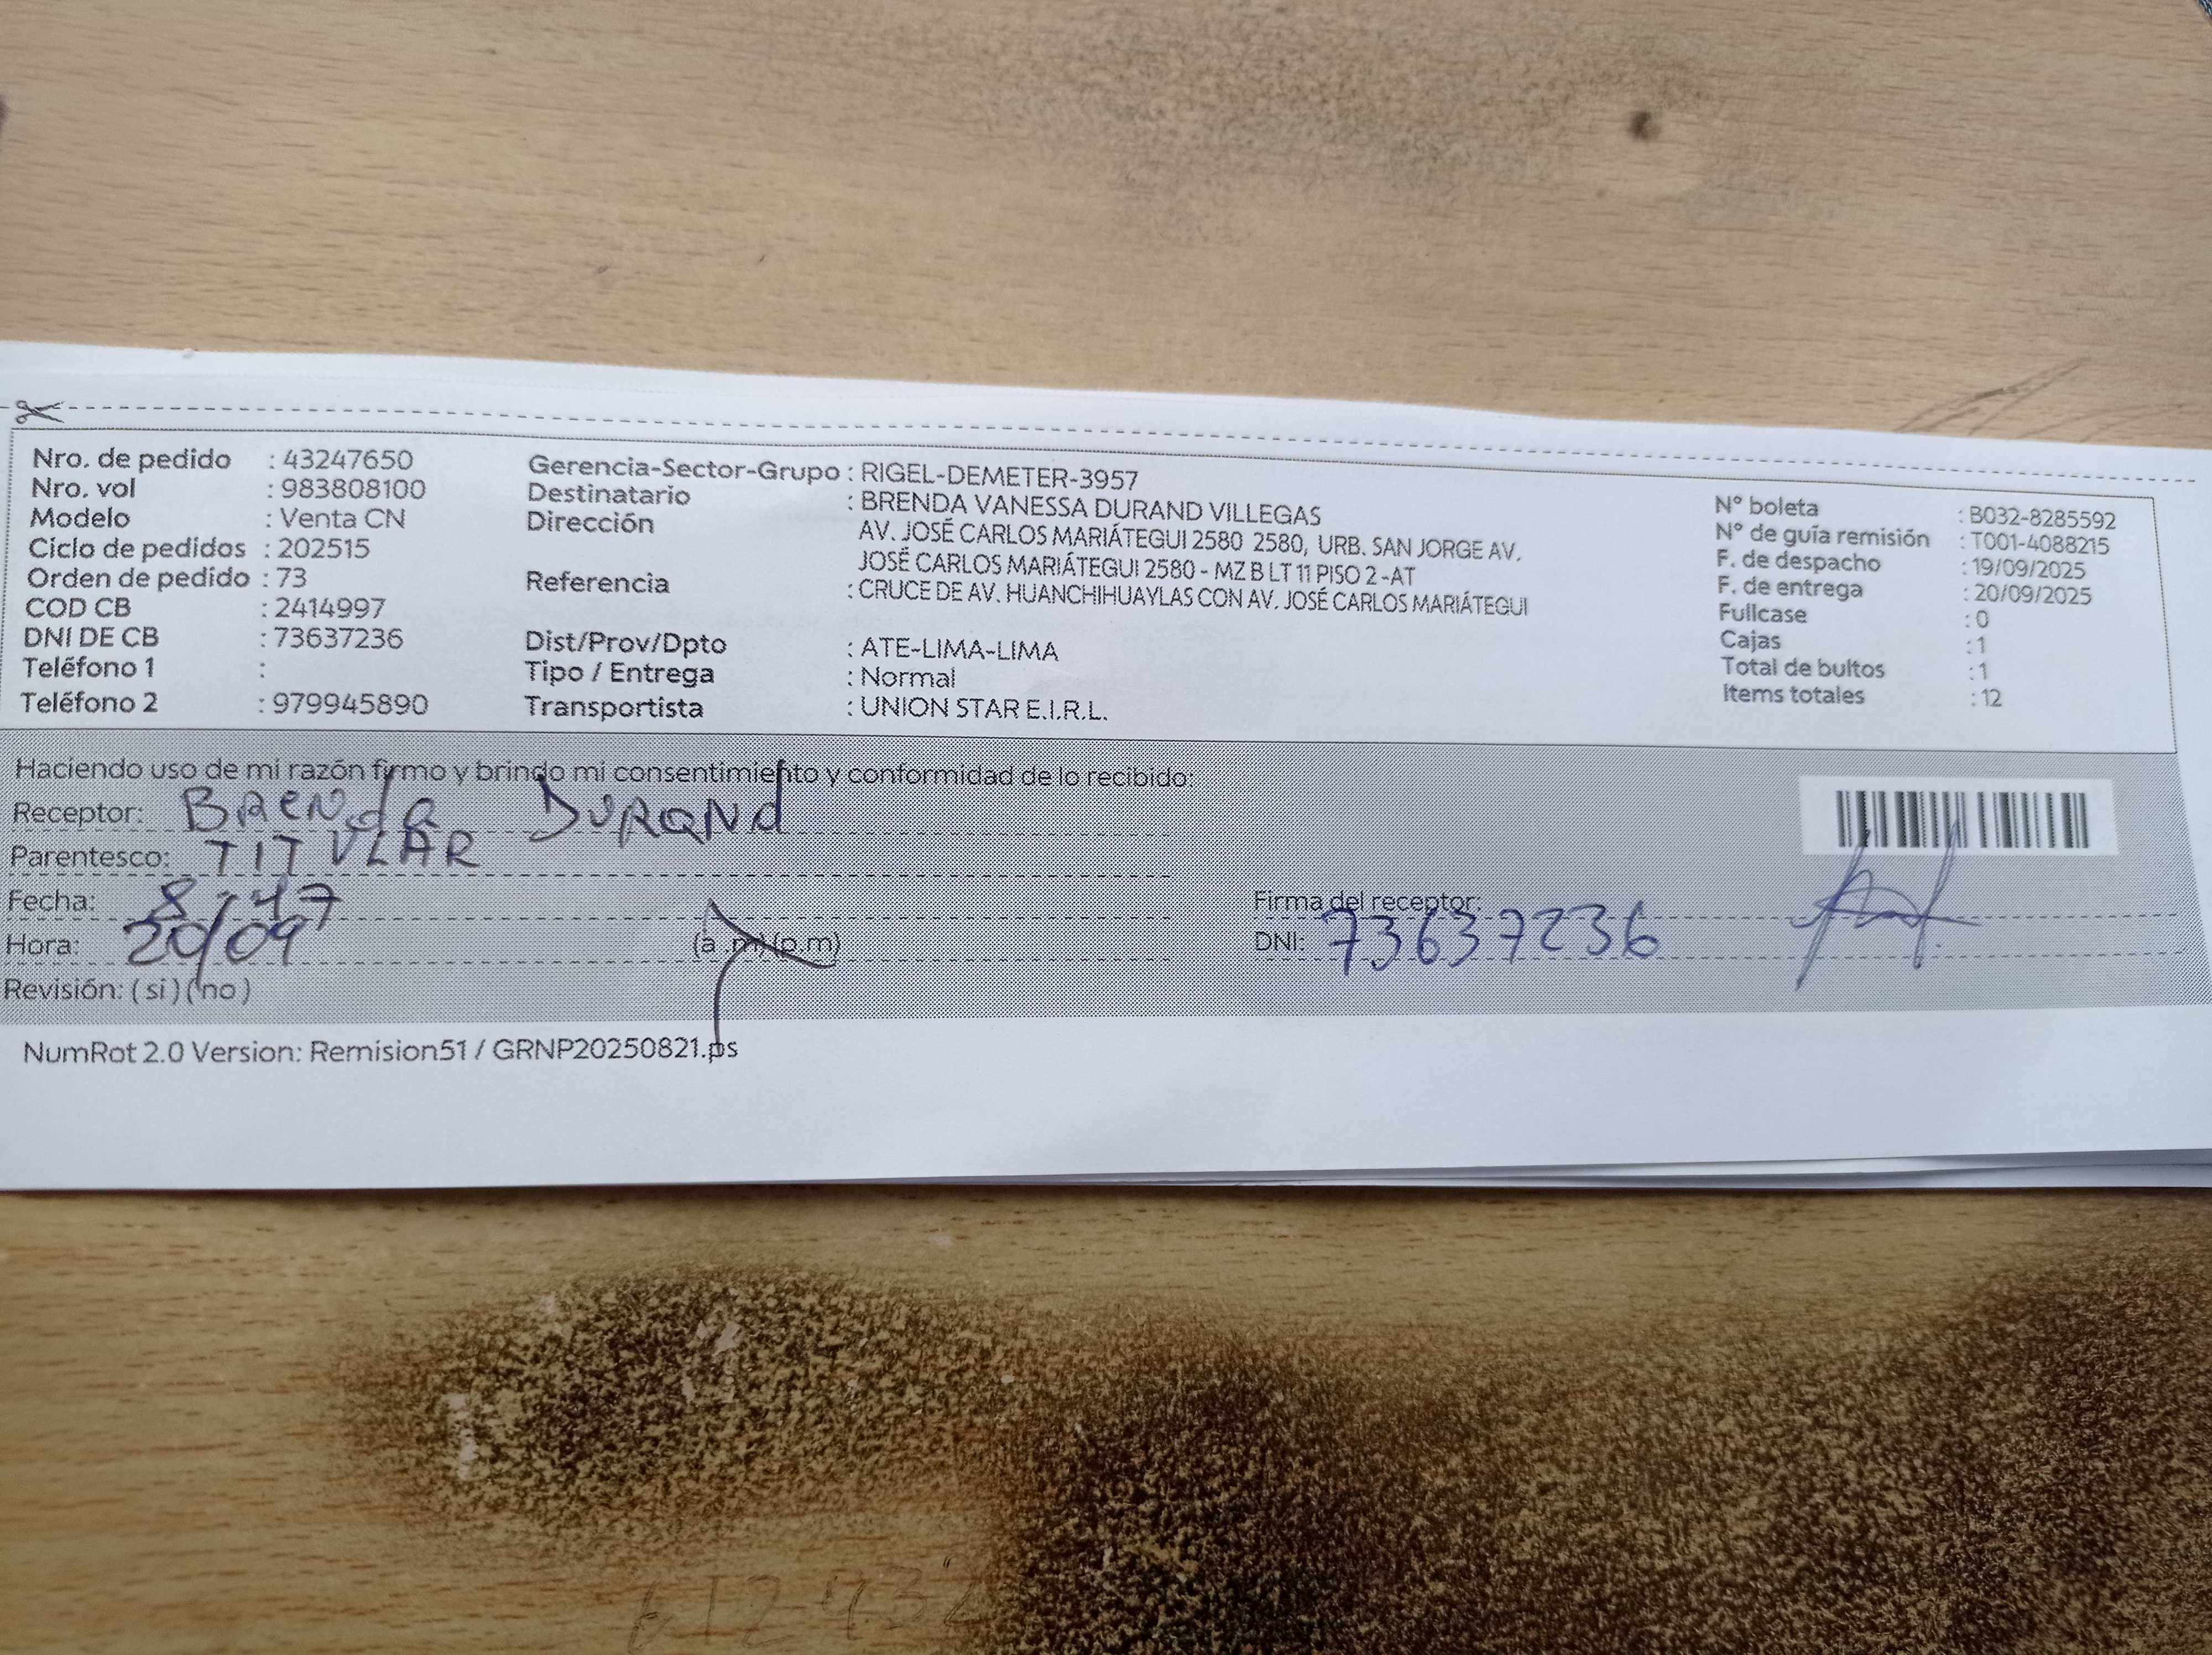 Nro. de pedido : 43247650
Nro. vol : 983808100
Modelo : Venta CN
Ciclo de pedidos : 202515
Orden de pedido : 73
COD CB : 2414997
DNI DE CB : 73637236
Teléfono 1 :
Teléfono 2 : 979945890
Gerencia-Sector-Grupo : RIGEL-DEMETER-3957
Destinatario : BRENDA VANESSA DURAND VILLEGAS
Dirección AV. JOSÉ CARLOS MARIÁTEGUI 2580 2580, URB. SAN JORGE AV.
JOSÉ CARLOS MARIÁTEGUI 2580 - MZ B LT 11 PISO 2 -AT
Referencia : CRUCE DE AV. HUANCHIHUAYLAS CON AV. JOSÉ CARLOS MARIÁTEGUI
Dist/Prov/Dpto : ATE-LIMA-LIMA
Tipo / Entrega : Normal
Transportista : UNION STAR E.I.R.L.
N° boleta : B032-8285592
N° de guía remisión : T001-4088215
F. de despacho : 19/09/2025
F. de entrega : 20/09/2025
Fullcase : 0
Cajas : 1
Total de bultos : 1
Items totales : 12
Haciendo uso de mi razón firmo y brindo mi consentimiento y conformidad de lo recibido:
Receptor: Brenda Durand
Parentesco: TITULAR
Fecha: 8:47
Hora: 20/09 (a .m) (p.m)
Revisión: ( si ) ( no )
Firma del receptor:
DNI: 73637236
NumRot 2.0 Version: Remision51 / GRNP20250821.ps